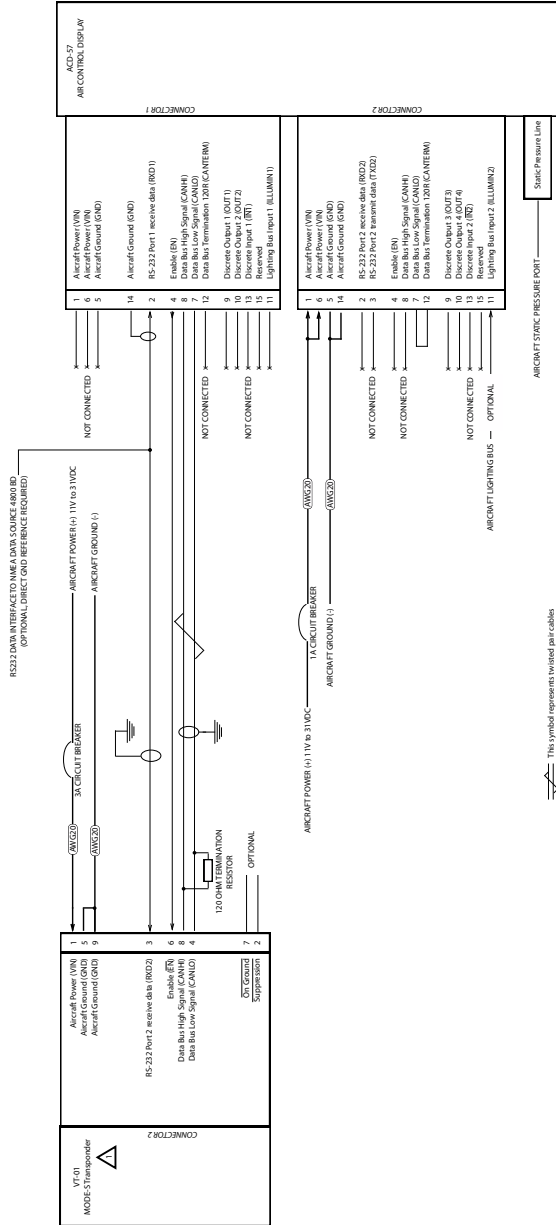 VT-01
MODE-S Transponder
1
CONNECTOR 2
Aircraft Power (VIN) 1
Aircraft Ground (GND) 5
Aircraft Ground (GND) 9
RS-232 Port 2 receive data (RXD2) 3
Enable (EN) 6
Data Bus High Signal (CANHI) 8
Data Bus Low Signal (CANLO) 4
On Ground 7
Suppression 2
OPTIONAL
AWG20
AWG20
3A CIRCUIT BREAKER
AIRCRAFT POWER (+) 11V to 31VDC
AIRCRAFT GROUND (-)
RS232 DATA INTERFACE TO NMEA DATA SOURCE 4800 BD
(OPTIONAL, DIRECT GND REFERENCE REQUIRED)
120 OHM TERMINATION
RESISTOR
ACD-57
AIR CONTROL DISPLAY
CONNECTOR 1
1 Aircraft Power (VIN)
6 Aircraft Power (VIN)
5 Aircraft Ground (GND)
14 Aircraft Ground (GND)
2 RS-232 Port 1 receive data (RXD1)
4 Enable (EN)
8 Data Bus High Signal (CANHI)
7 Data Bus Low Signal (CANLO)
12 Data Bus Termination 120R (CANTERM)
9 Discrete Output 1 (OUT1)
10 Discrete Output 2 (OUT2)
13 Discrete Input 1 (IN1)
15 Reserved
11 Lighting Bus Input 1 (ILLUMIN1)
NOT CONNECTED
NOT CONNECTED
NOT CONNECTED
CONNECTOR 2
1 Aircraft Power (VIN)
6 Aircraft Power (VIN)
5 Aircraft Ground (GND)
14 Aircraft Ground (GND)
2 RS-232 Port 2 receive data (RXD2)
3 RS-232 Port 2 transmit data (TXD2)
4 Enable (EN)
8 Data Bus High Signal (CANHI)
7 Data Bus Low Signal (CANLO)
12 Data Bus Termination 120R (CANTERM)
9 Discrete Output 3 (OUT3)
10 Discrete Output 4 (OUT4)
13 Discrete Input 2 (IN2)
15 Reserved
11 Lighting Bus Input 2 (ILLUMIN2)
AIRCRAFT POWER (+) 11V to 31VDC
1A CIRCUIT BREAKER
AWG20
AIRCRAFT GROUND (-)
AWG20
NOT CONNECTED
NOT CONNECTED
NOT CONNECTED
AIRCRAFT LIGHTING BUS
OPTIONAL
AIRCRAFT STATIC PRESSURE PORT
Static Pressure Line
This symbol represents twisted pair cables